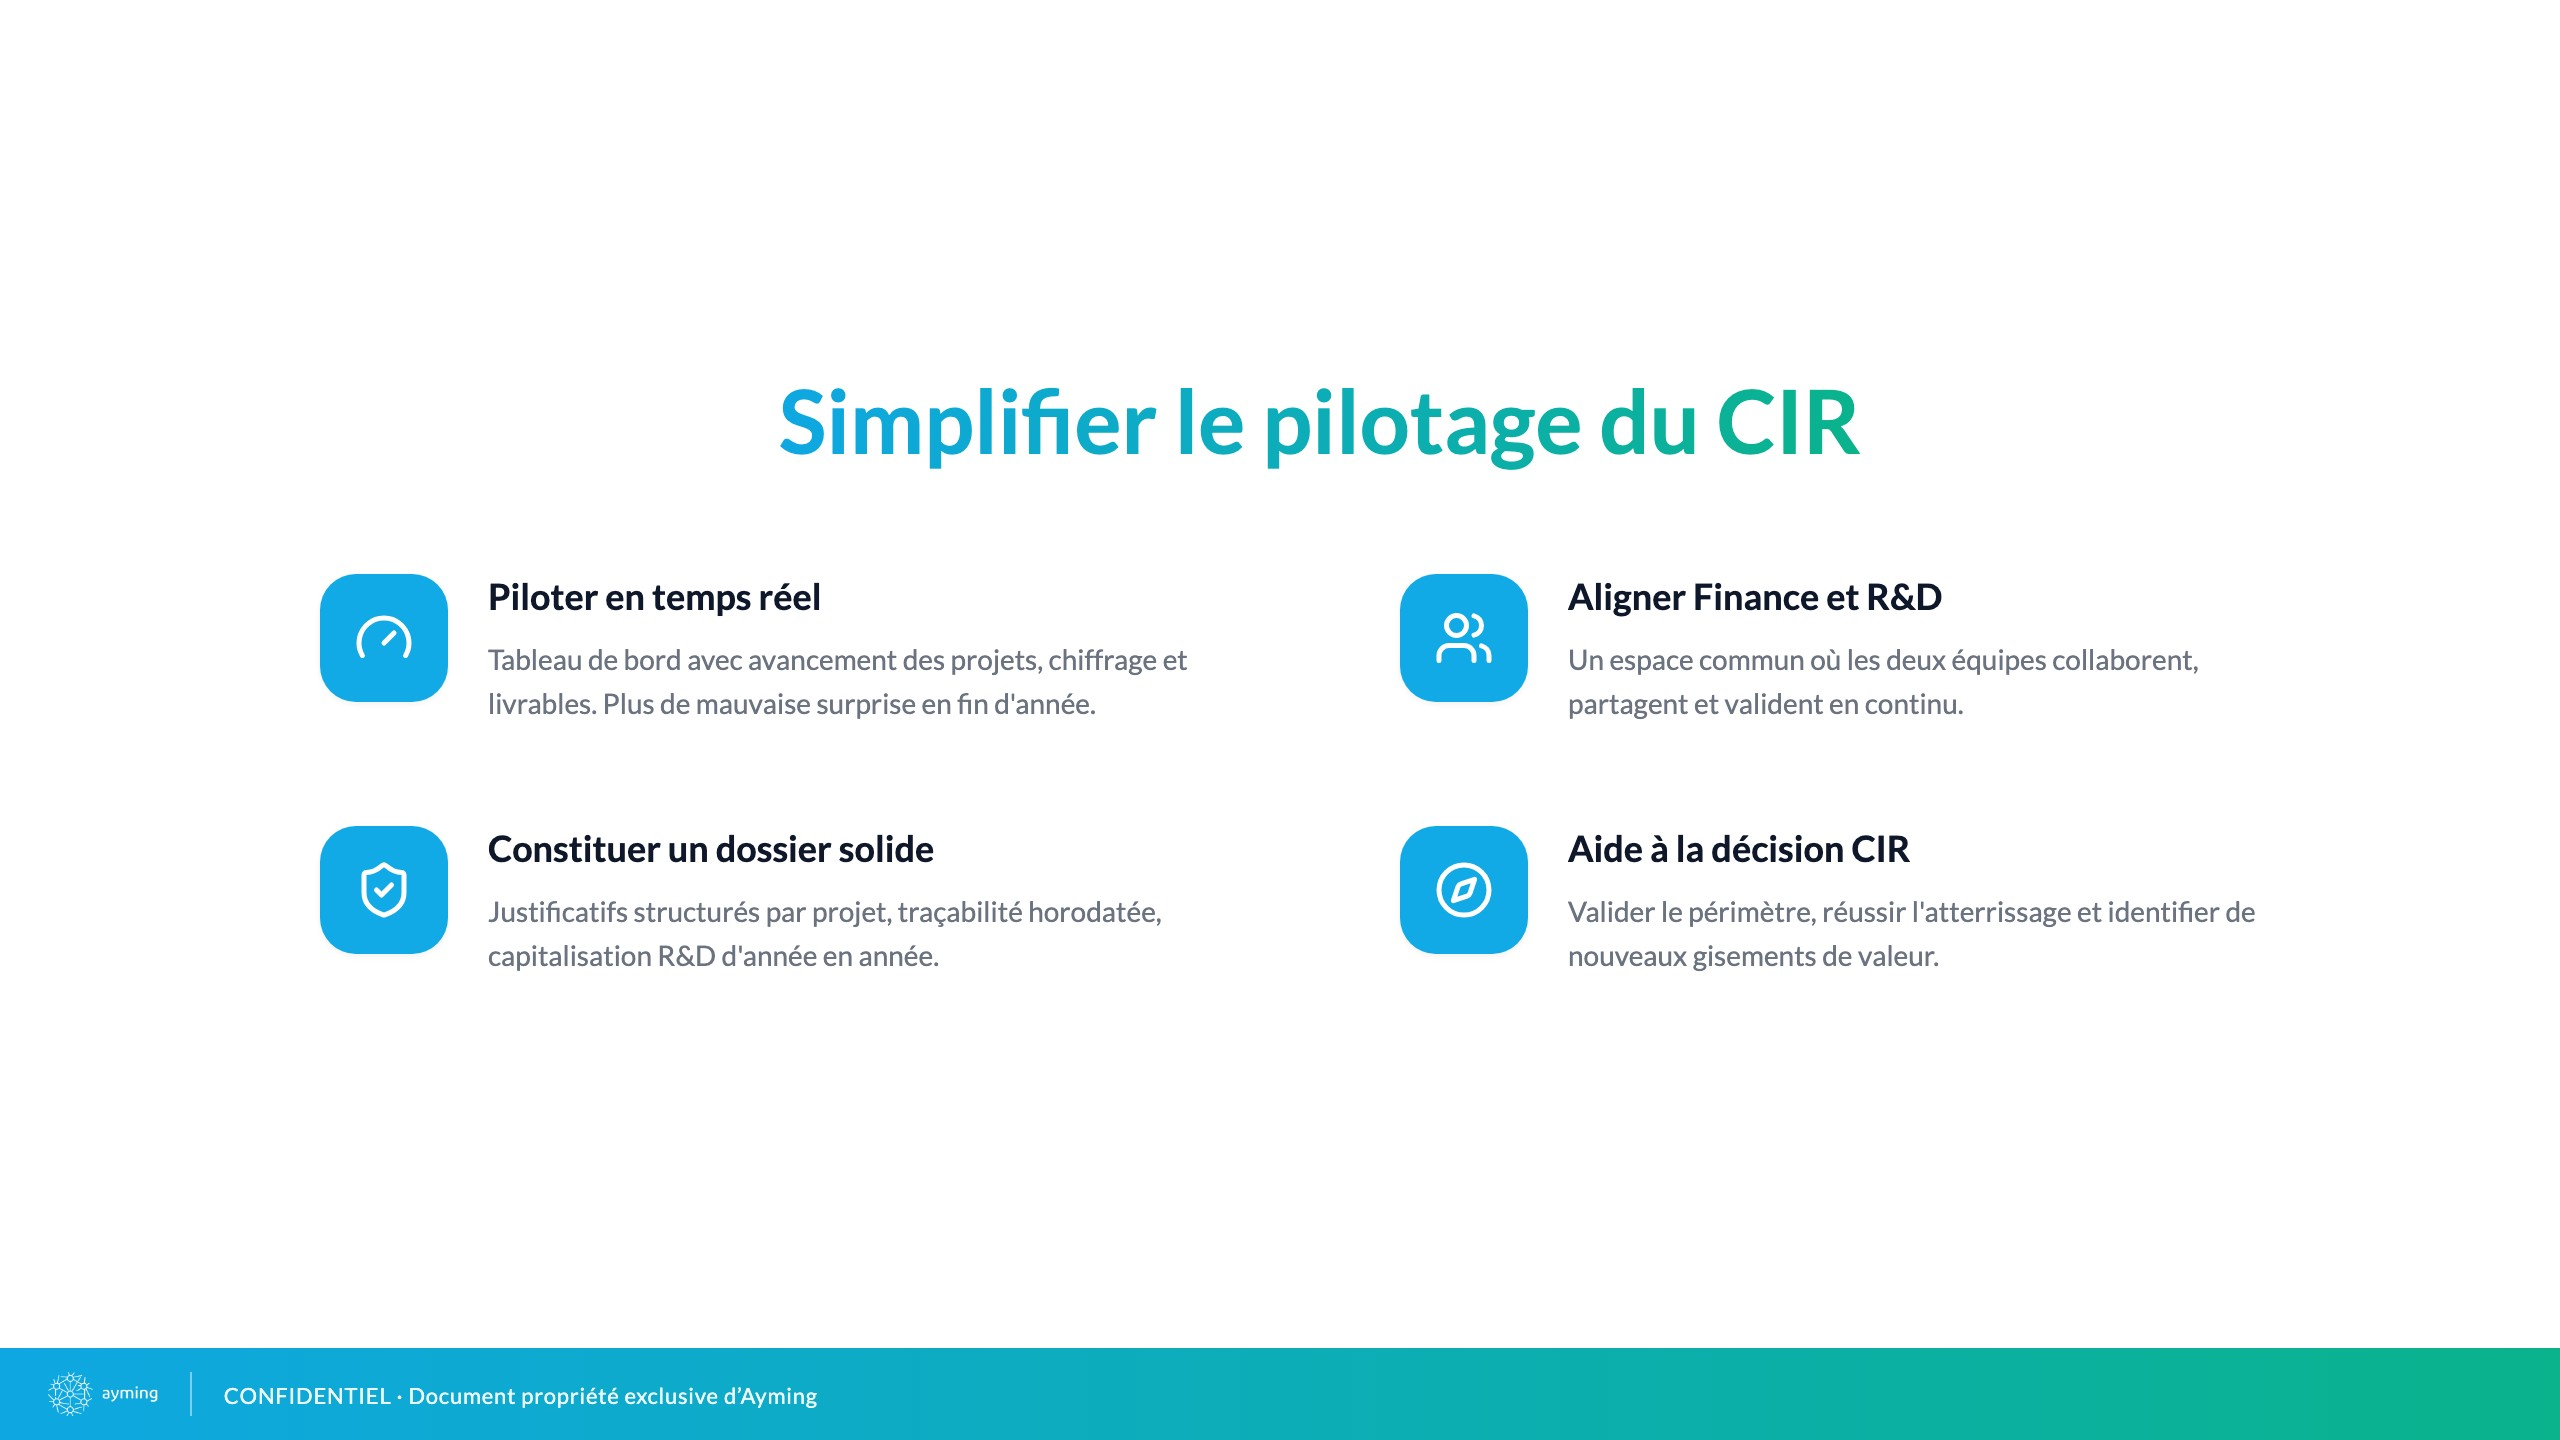 Simplifier le pilotage du CIR
Piloter en temps réel
Tableau de bord avec avancement des projets, chiffrage et
livrables. Plus de mauvaise surprise en fin d'année.
Aligner Finance et R&D
Un espace commun où les deux équipes collaborent,
partagent et valident en continu.
Constituer un dossier solide
Justificatifs structurés par projet, traçabilité horodatée,
capitalisation R&D d'année en année.
Aide à la décision CIR
Valider le périmètre, réussir l'atterrissage et identifier de
nouveaux gisements de valeur.
ayming
CONFIDENTIEL · Document propriété exclusive d’Ayming